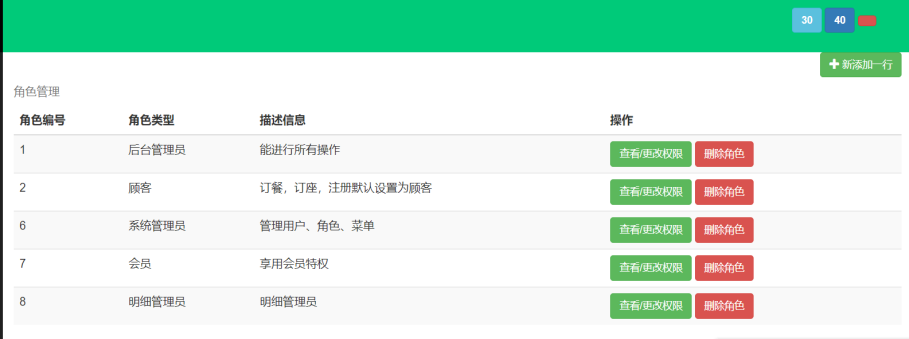 30 40
新添加一行
角色管理
角色编号 角色类型 描述信息 操作
1 后台管理员 能进行所有操作 查看/更改权限 删除角色
2 顾客 订餐，订座，注册默认设置为顾客 查看/更改权限 删除角色
6 系统管理员 管理用户、角色、菜单 查看/更改权限 删除角色
7 会员 享用会员特权 查看/更改权限 删除角色
8 明细管理员 明细管理员 查看/更改权限 删除角色